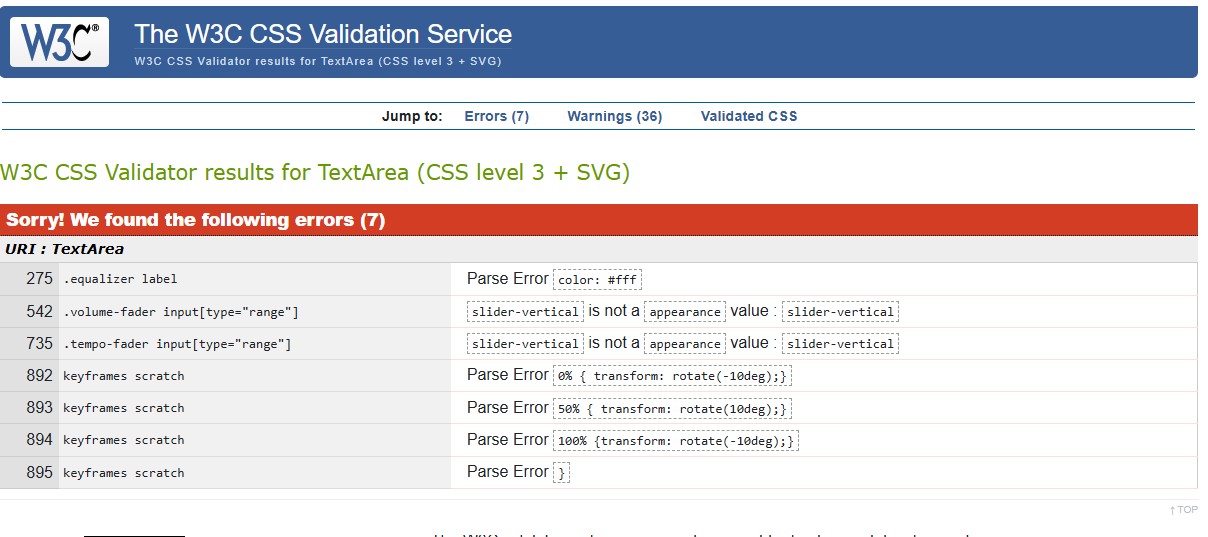 W3C®
The W3C CSS Validation Service
W3C CSS Validator results for TextArea (CSS level 3 + SVG)
Jump to: Errors (7) Warnings (36) Validated CSS
W3C CSS Validator results for TextArea (CSS level 3 + SVG)
Sorry! We found the following errors (7)
URI : TextArea
275 .equalizer label Parse Error color: #fff
542 .volume-fader input[type="range"] slider-vertical is not a appearance value : slider-vertical
735 .tempo-fader input[type="range"] slider-vertical is not a appearance value : slider-vertical
892 keyframes scratch Parse Error 0% { transform: rotate(-10deg);}
893 keyframes scratch Parse Error 50% { transform: rotate(10deg);}
894 keyframes scratch Parse Error 100% {transform: rotate(-10deg);}
895 keyframes scratch Parse Error }
↑ TOP